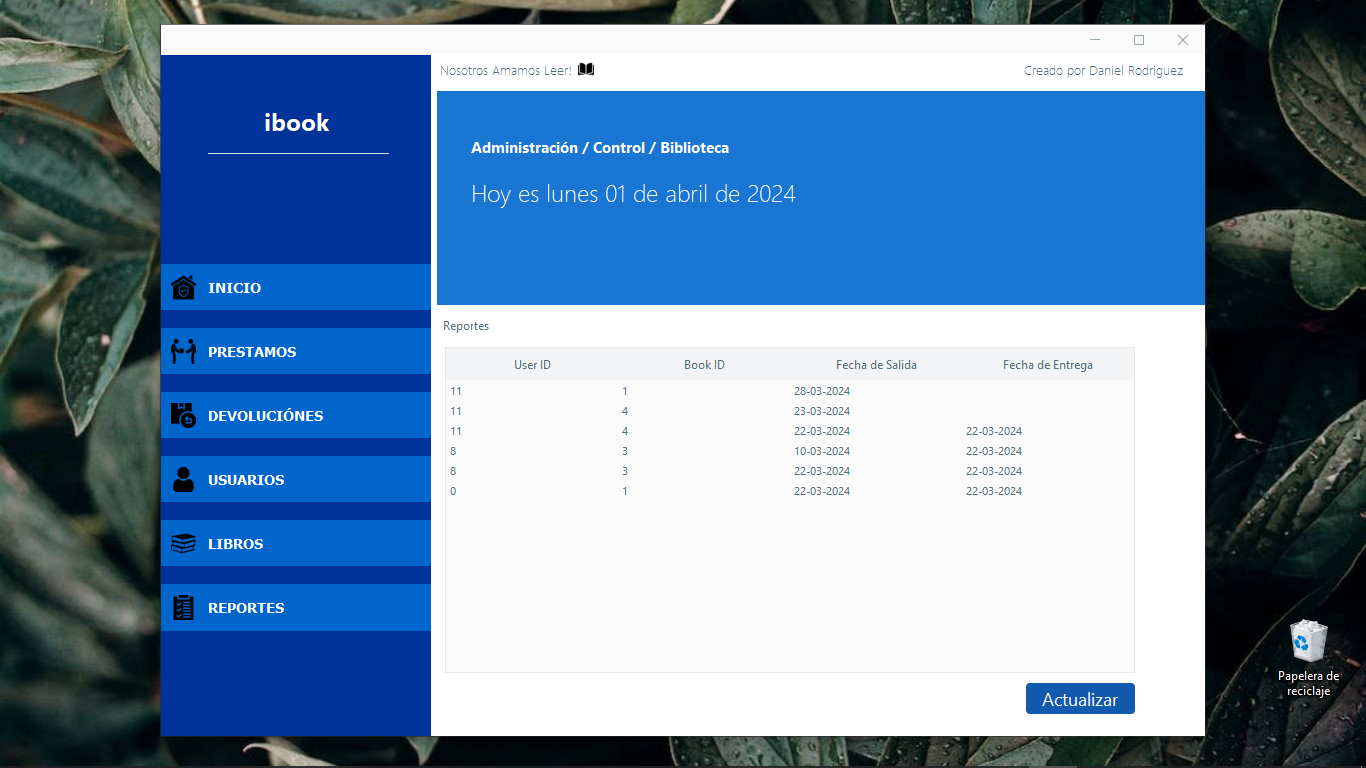 Nosotros Amamos Leer!
Creado por Daniel Rodriguez
ibook
Administración / Control / Biblioteca
Hoy es lunes 01 de abril de 2024
INICIO
PRESTAMOS
DEVOLUCIÓNES
USUARIOS
LIBROS
REPORTES
Reportes
User ID Book ID Fecha de Salida Fecha de Entrega
11 1 28-03-2024
11 4 23-03-2024
11 4 22-03-2024 22-03-2024
8 3 10-03-2024 22-03-2024
8 3 22-03-2024 22-03-2024
0 1 22-03-2024 22-03-2024
Actualizar
Papelera de
reciclaje